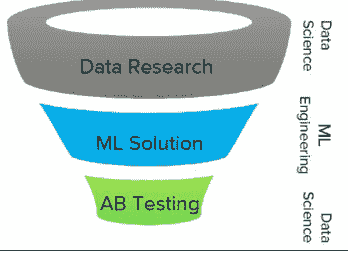 Data Research
Data
Science
ML Solution
ML
Engineering
AB Testing
Data
Science